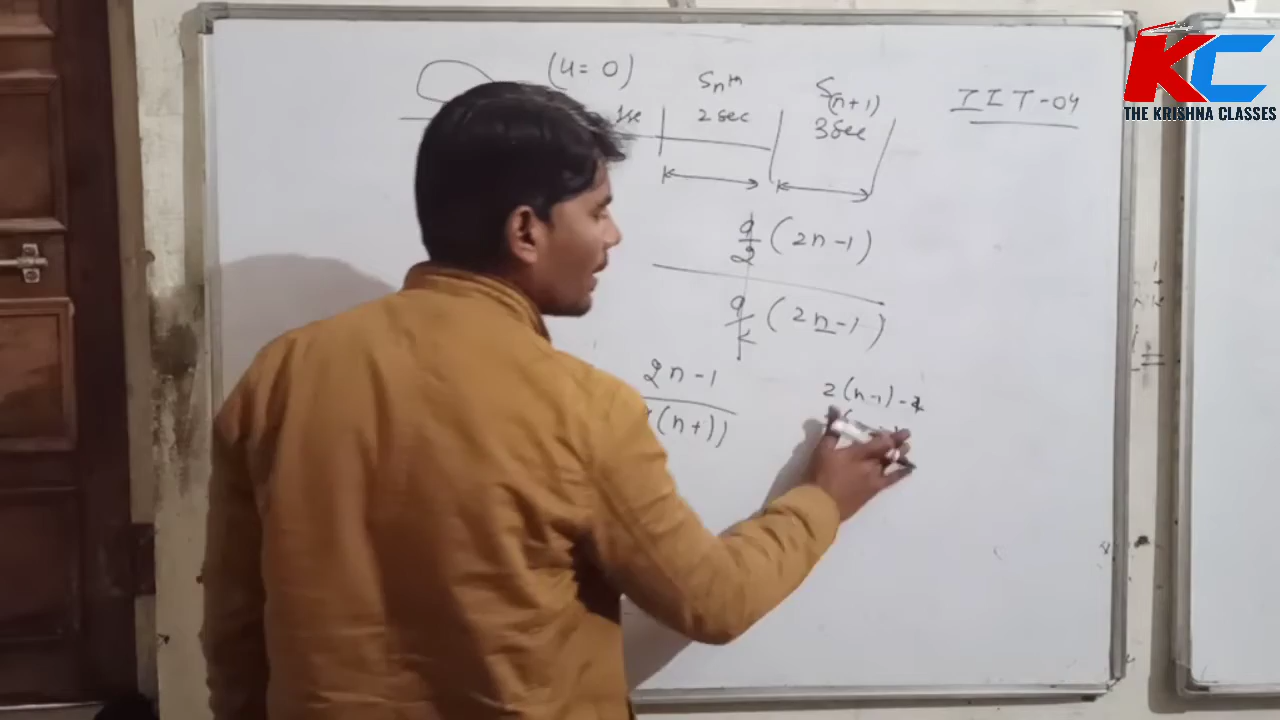 (u = 0)
Snth
S(n+1)
2 sec
3 sec
IIT-04
KC
THE KRISHNA CLASSES
a/2 (2n-1)
a/k (2n-1)
2n-1
(n+1)
2(n-1)-1